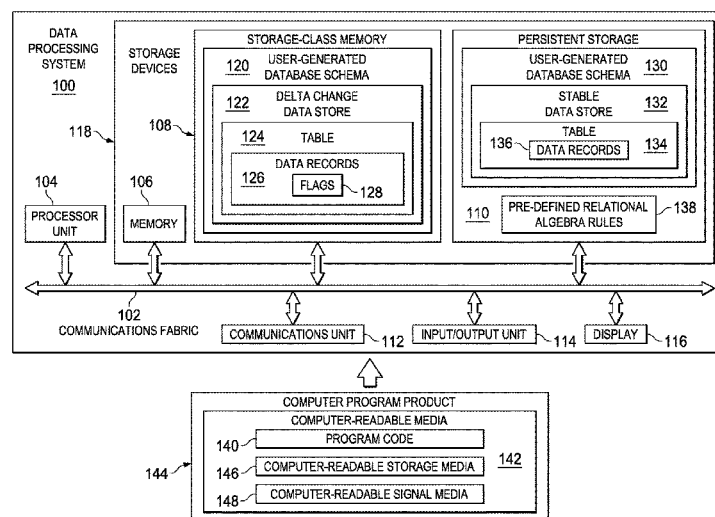 DATA
PROCESSING
SYSTEM
100
STORAGE
DEVICES
118
108
STORAGE-CLASS MEMORY
120
USER-GENERATED
DATABASE SCHEMA
122
DELTA CHANGE
DATA STORE
124
TABLE
DATA RECORDS
126
FLAGS
128
PERSISTENT STORAGE
USER-GENERATED
DATABASE SCHEMA
130
STABLE
DATA STORE
132
TABLE
136
DATA RECORDS
134
110
PRE-DEFINED RELATIONAL
ALGEBRA RULES
138
104
PROCESSOR
UNIT
106
MEMORY
102
COMMUNICATIONS FABRIC
COMMUNICATIONS UNIT
112
INPUT/OUTPUT UNIT
114
DISPLAY
116
COMPUTER PROGRAM PRODUCT
COMPUTER-READABLE MEDIA
140
PROGRAM CODE
144
146
COMPUTER-READABLE STORAGE MEDIA
142
148
COMPUTER-READABLE SIGNAL MEDIA